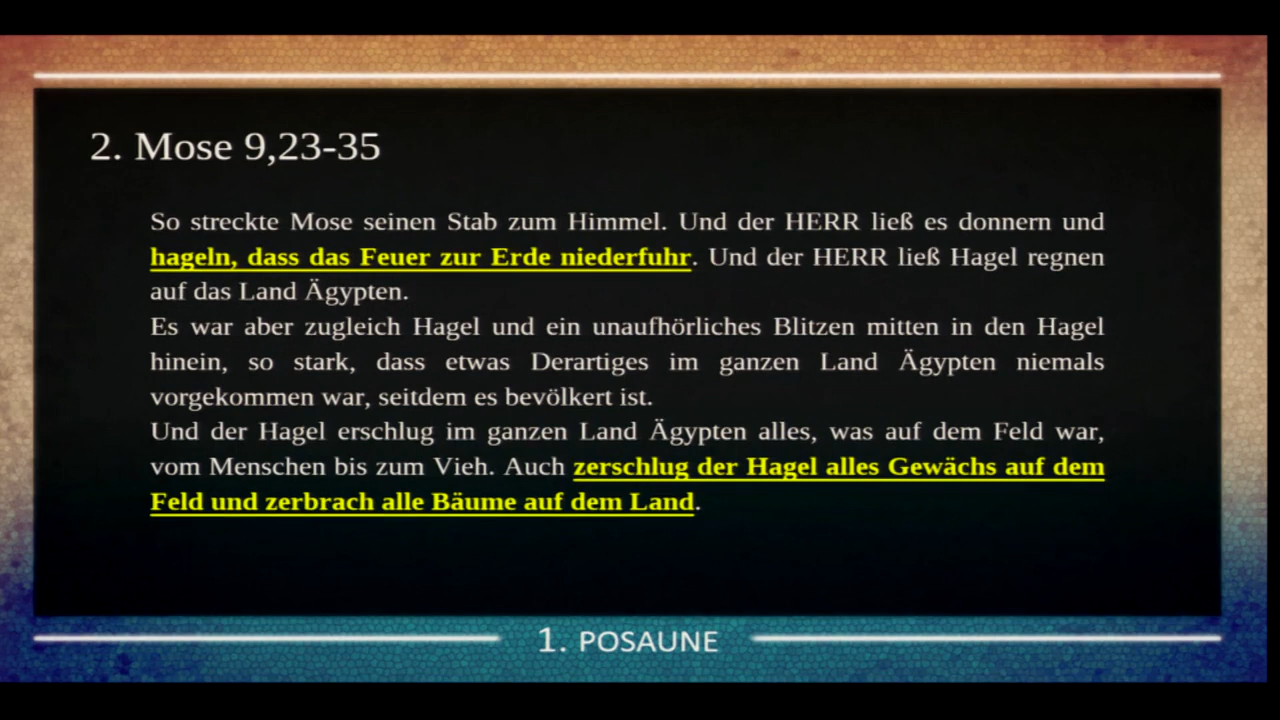 2. Mose 9,23-35
So streckte Mose seinen Stab zum Himmel. Und der HERR ließ es donnern und
hageln, dass das Feuer zur Erde niederfuhr. Und der HERR ließ Hagel regnen
auf das Land Ägypten.
Es war aber zugleich Hagel und ein unaufhörliches Blitzen mitten in den Hagel
hinein, so stark, dass etwas Derartiges im ganzen Land Ägypten niemals
vorgekommen war, seitdem es bevölkert ist.
Und der Hagel erschlug im ganzen Land Ägypten alles, was auf dem Feld war,
vom Menschen bis zum Vieh. Auch zerschlug der Hagel alles Gewächs auf dem
Feld und zerbrach alle Bäume auf dem Land.
1. POSAUNE